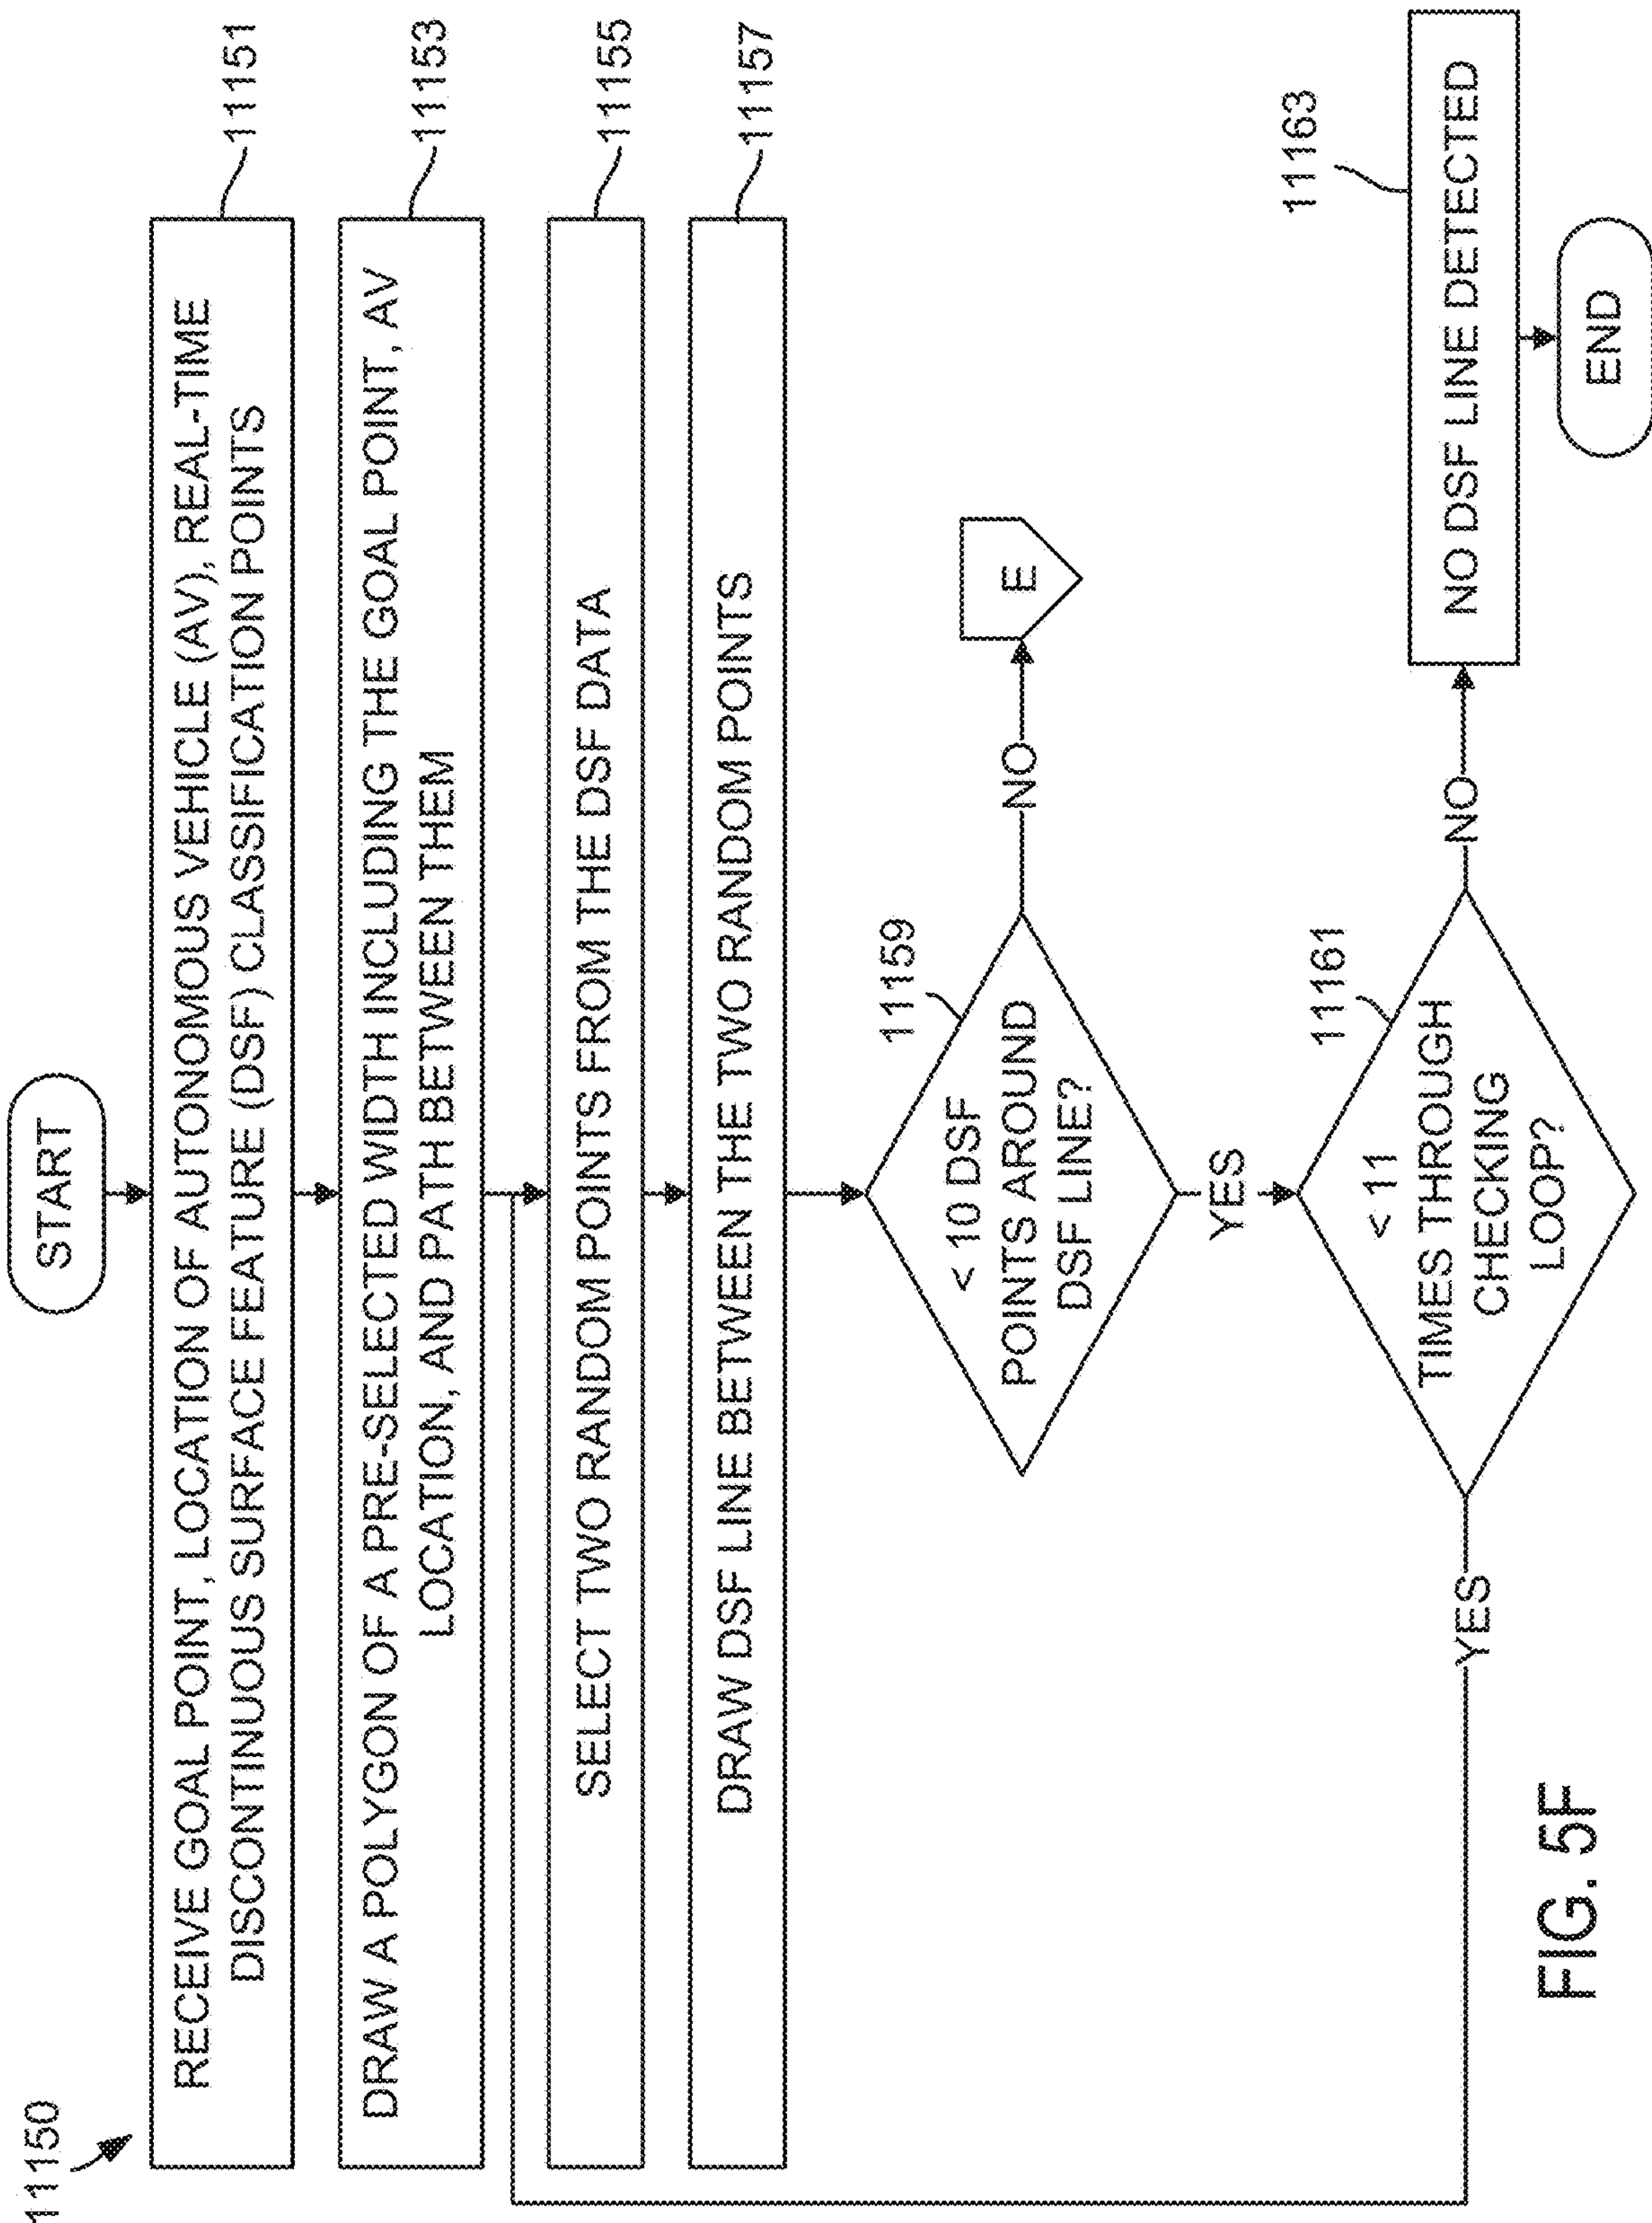 11150
START
RECEIVE GOAL POINT, LOCATION OF AUTONOMOUS VEHICLE (AV), REAL-TIME
DISCONTINUOUS SURFACE FEATURE (DSF) CLASSIFICATION POINTS
11151
DRAW A POLYGON OF A PRE-SELECTED WIDTH INCLUDING THE GOAL POINT, AV
LOCATION, AND PATH BETWEEN THEM
11153
SELECT TWO RANDOM POINTS FROM THE DSF DATA
11155
DRAW DSF LINE BETWEEN THE TWO RANDOM POINTS
11157
< 10 DSF
POINTS AROUND
DSF LINE?
11159
NO
E
YES
< 11
TIMES THROUGH
CHECKING
LOOP?
11161
YES
NO
NO DSF LINE DETECTED
11163
END
FIG. 5F